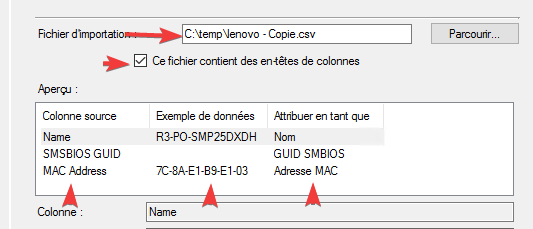 Fichier d'importation : C:\temp\lenovo - Copie.csv Parcourir...
Ce fichier contient des en-têtes de colonnes
Aperçu :
Colonne source Exemple de données Attribuer en tant que
Name R3-PO-SMP25DXDH Nom
SMSBIOS GUID GUID SMBIOS
MAC Address 7C-8A-E1-B9-E1-03 Adresse MAC
Colonne : Name